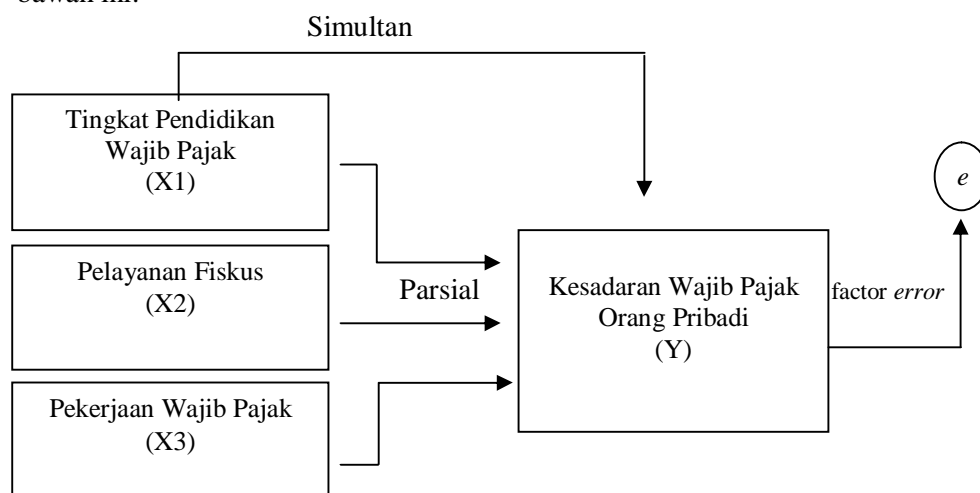 Simultan
Tingkat Pendidikan
Wajib Pajak
(X1)
Pelayanan Fiskus
(X2)
Pekerjaan Wajib Pajak
(X3)
Parsial
Kesadaran Wajib Pajak
Orang Pribadi
(Y)
factor error
e